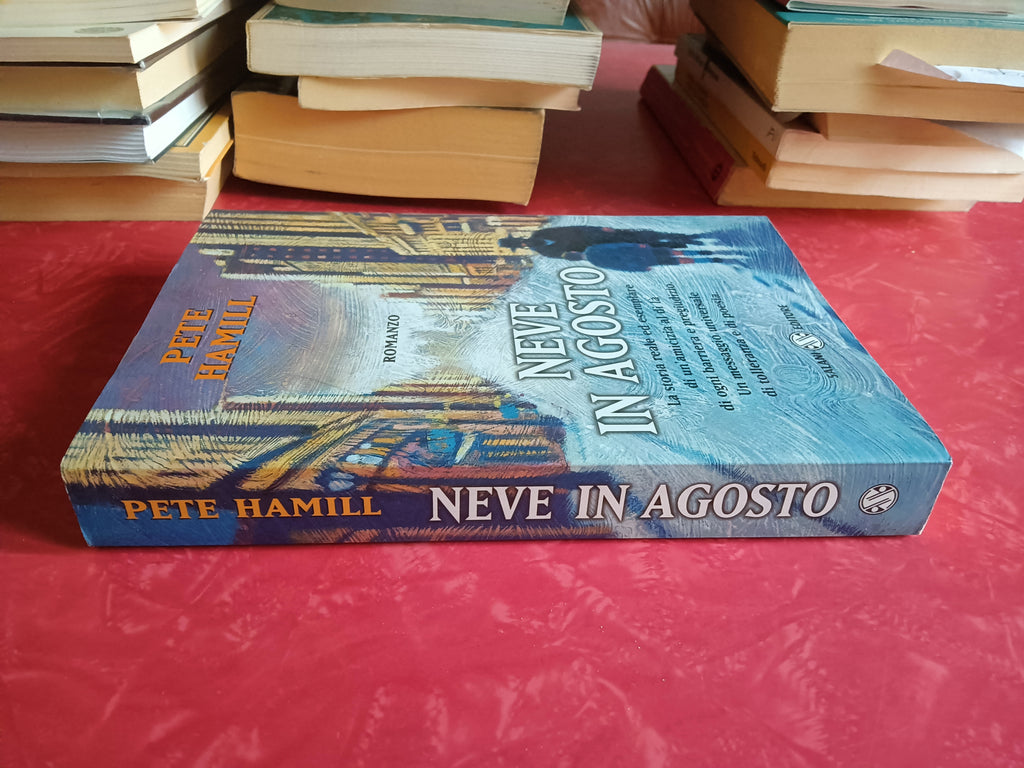 PETE
HAMILL
ROMANZO
NEVE
IN AGOSTO
La storia reale ed esemplare
di un'amicizia al di là
di ogni barriera e pregiudizio.
Un messaggio universale
di tolleranza e di poesia.
SALANI EDITORE
PETE HAMILL NEVE IN AGOSTO